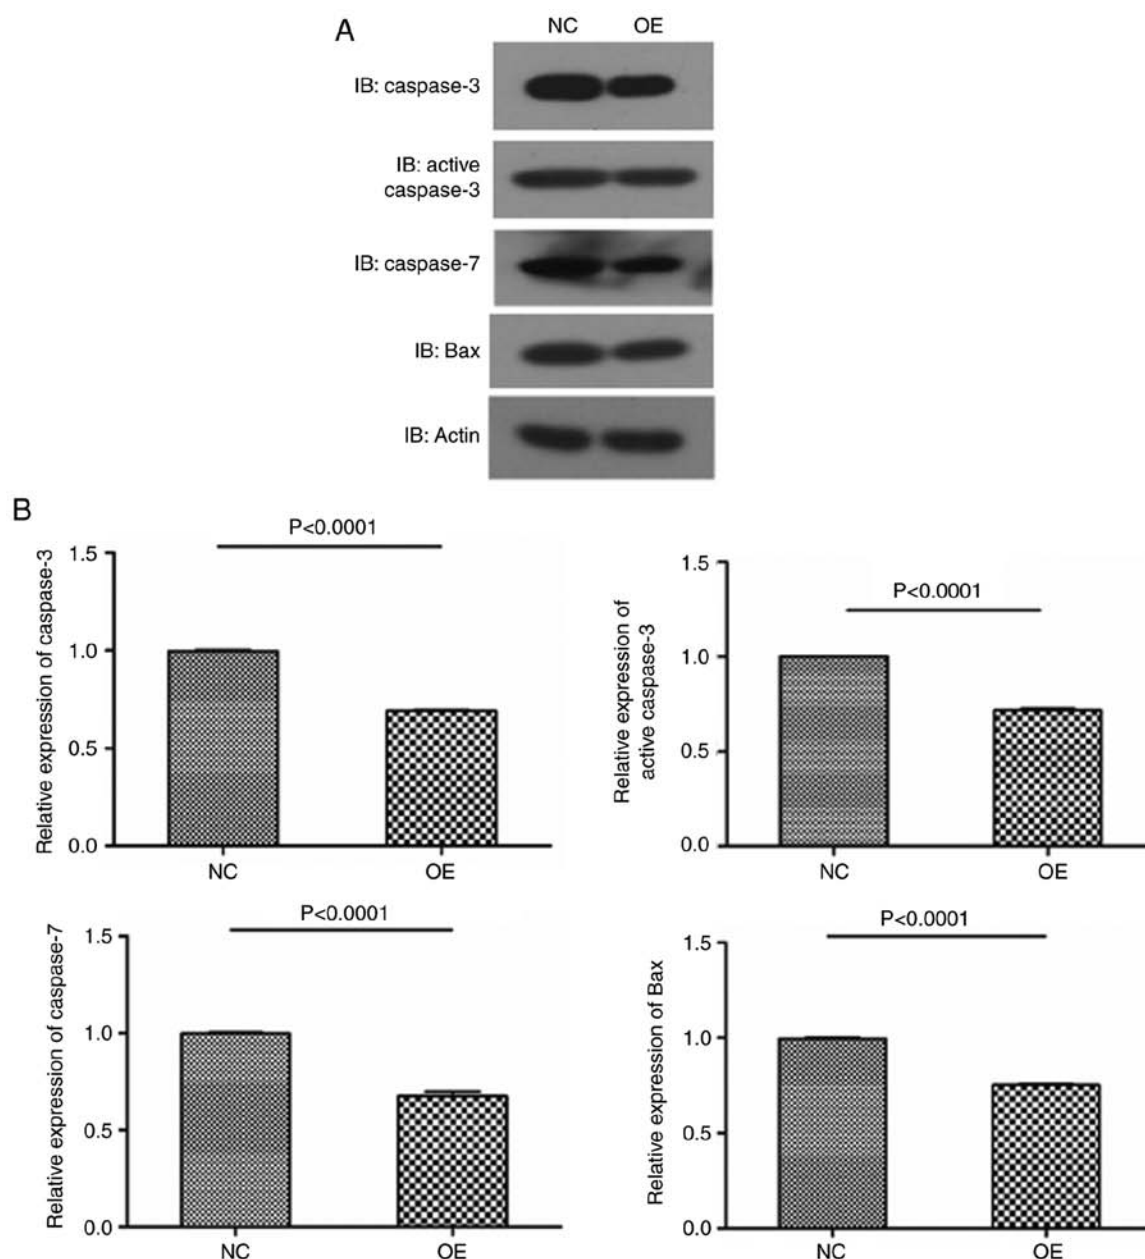 A
NC OE
IB: caspase-3
IB: active
caspase-3
IB: caspase-7
IB: Bax
IB: Actin
B
P<0.0001
Relative expression of caspase-3
1.5
1.0
0.5
0.0
NC OE
P<0.0001
Relative expression of
active caspase-3
1.5
1.0
0.5
0.0
NC OE
P<0.0001
Relative expression of caspase-7
1.5
1.0
0.5
0.0
NC OE
P<0.0001
Relative expression of Bax
1.5
1.0
0.5
0.0
NC OE